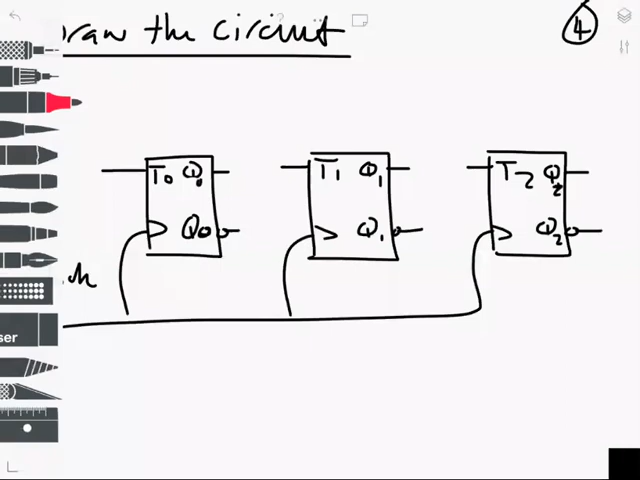 raw the circuit
4
T0 Q0
T1 Q1
T2 Q2
Q0
Q1
Q2
ser